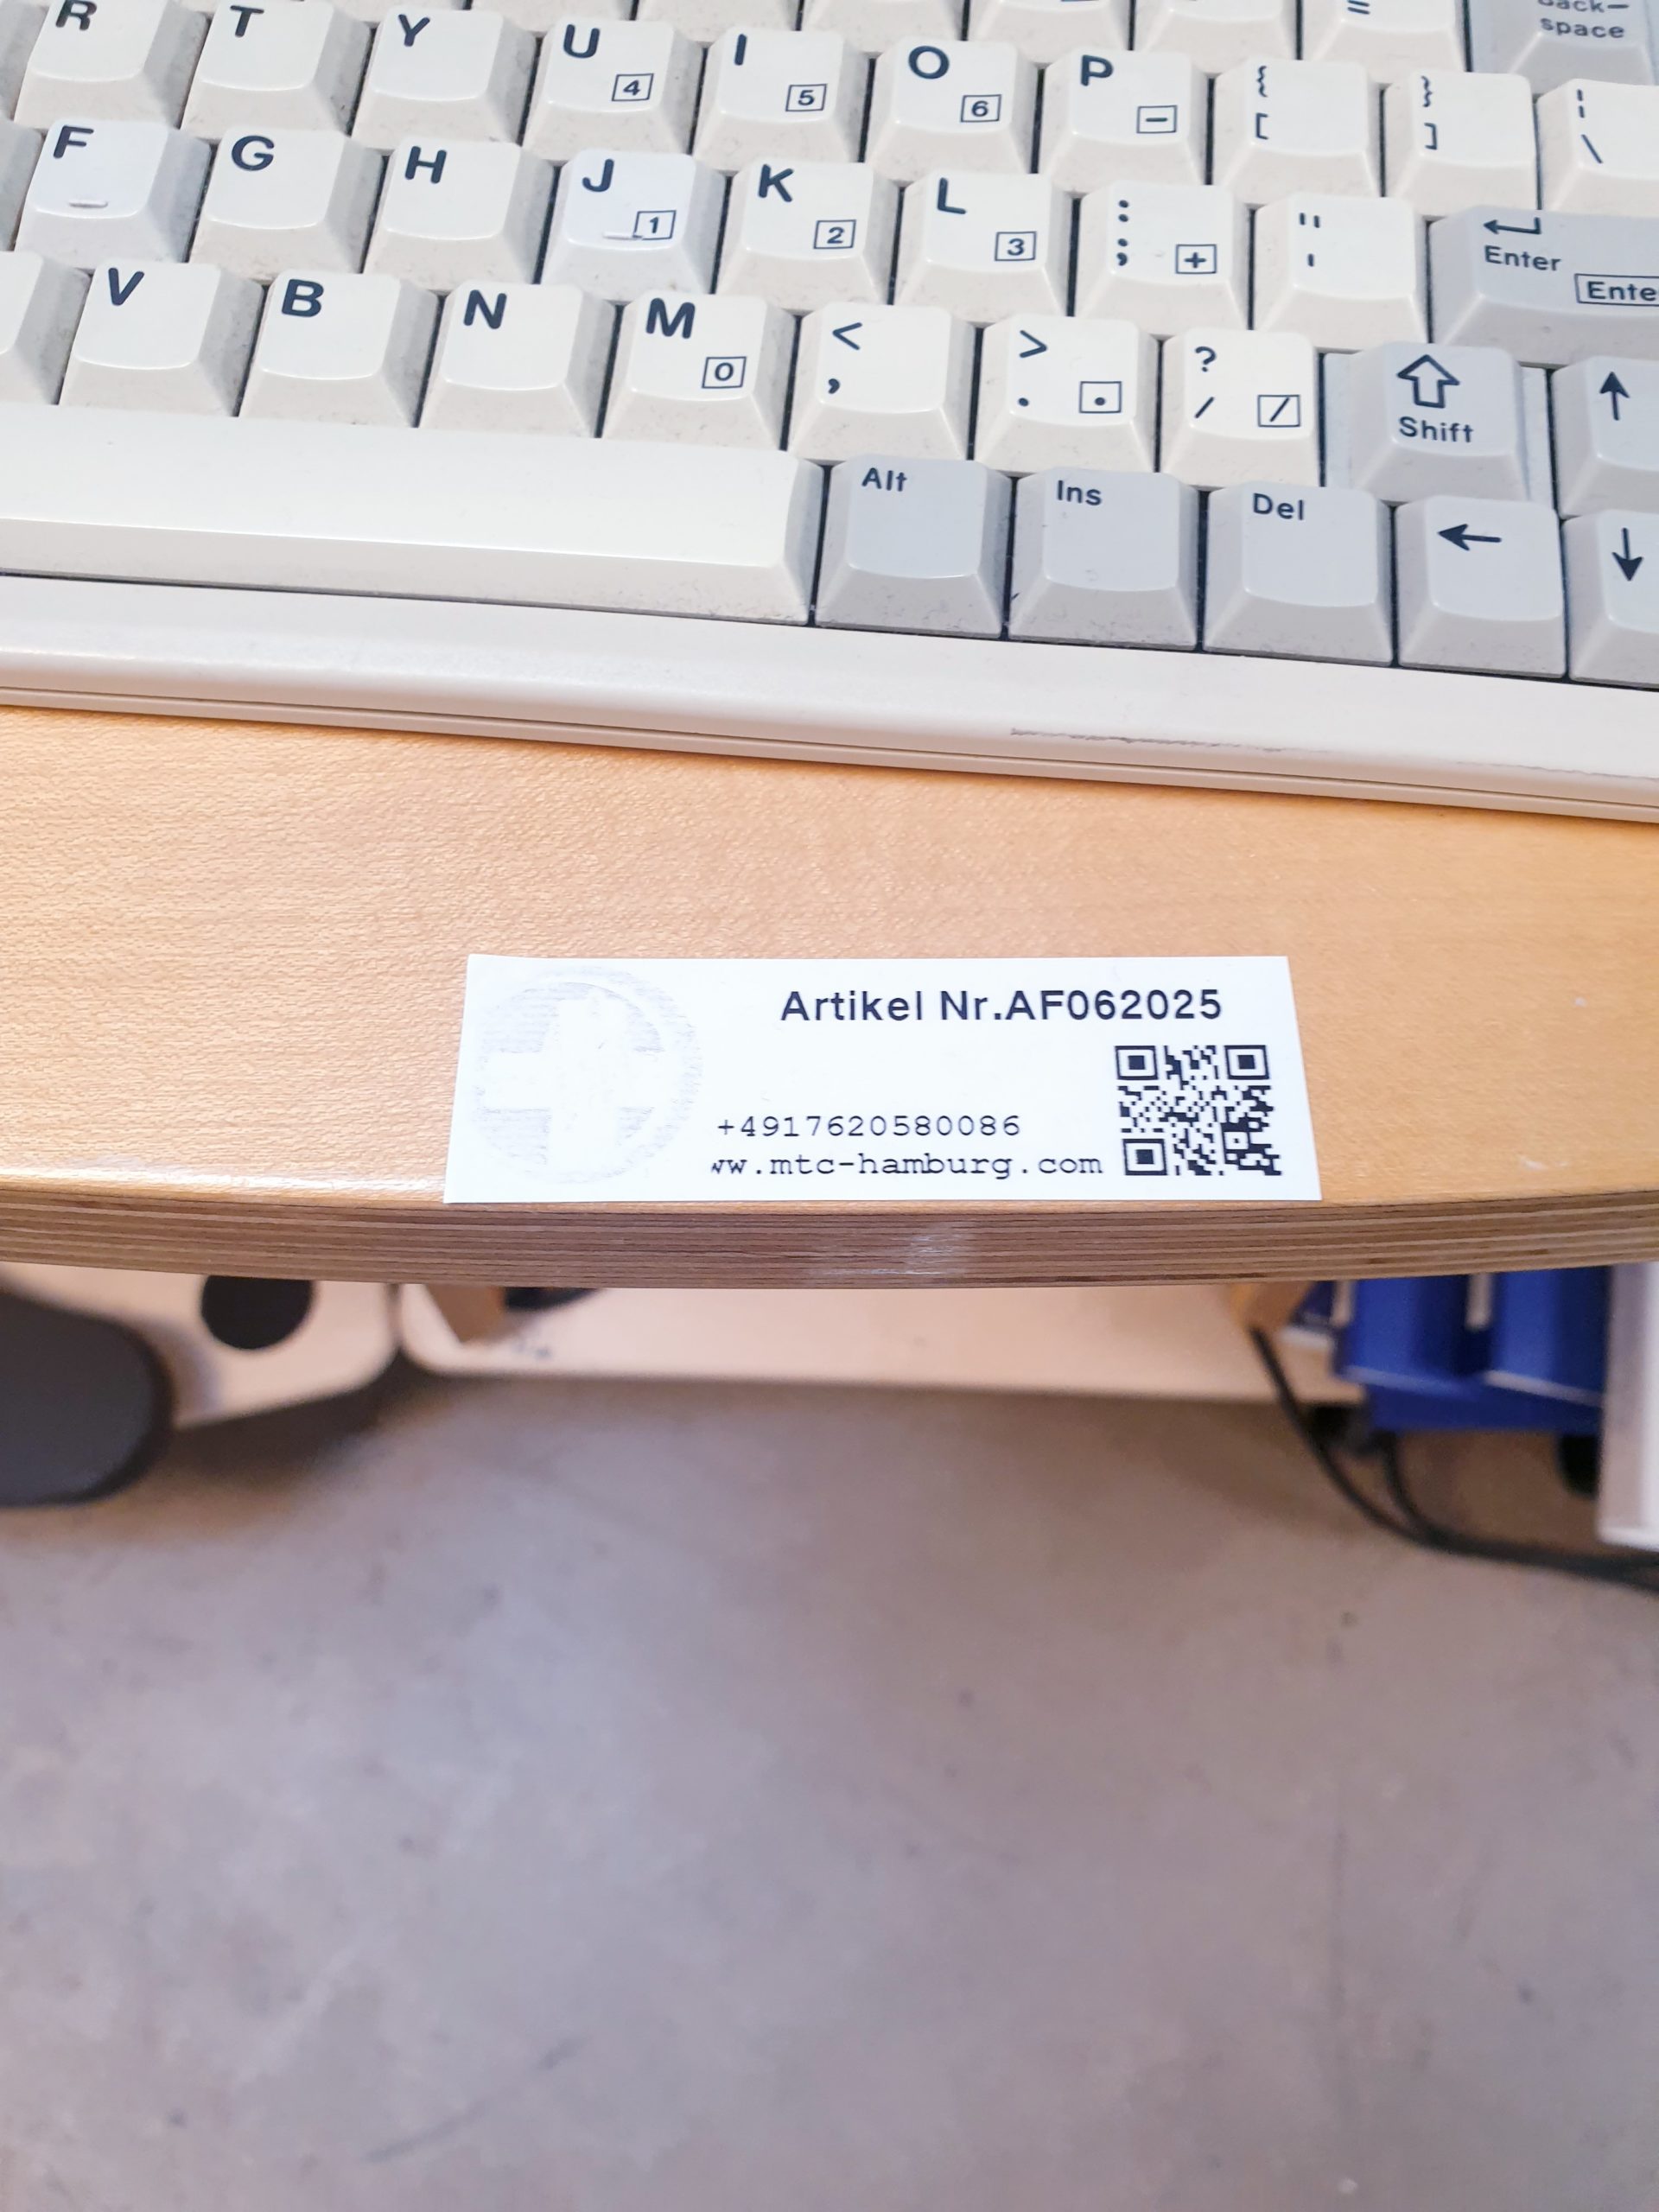 =
Back-
space
R T Y U 4 I 5 O 6 P - { [ } ] | \
F G H J 1 K 2 L 3 : ; + " ' Enter
Enter
V B N M 0 < , > . • ? / / Shift
Alt Ins Del
Artikel Nr.AF062025
+4917620580086
ww.mtc-hamburg.com